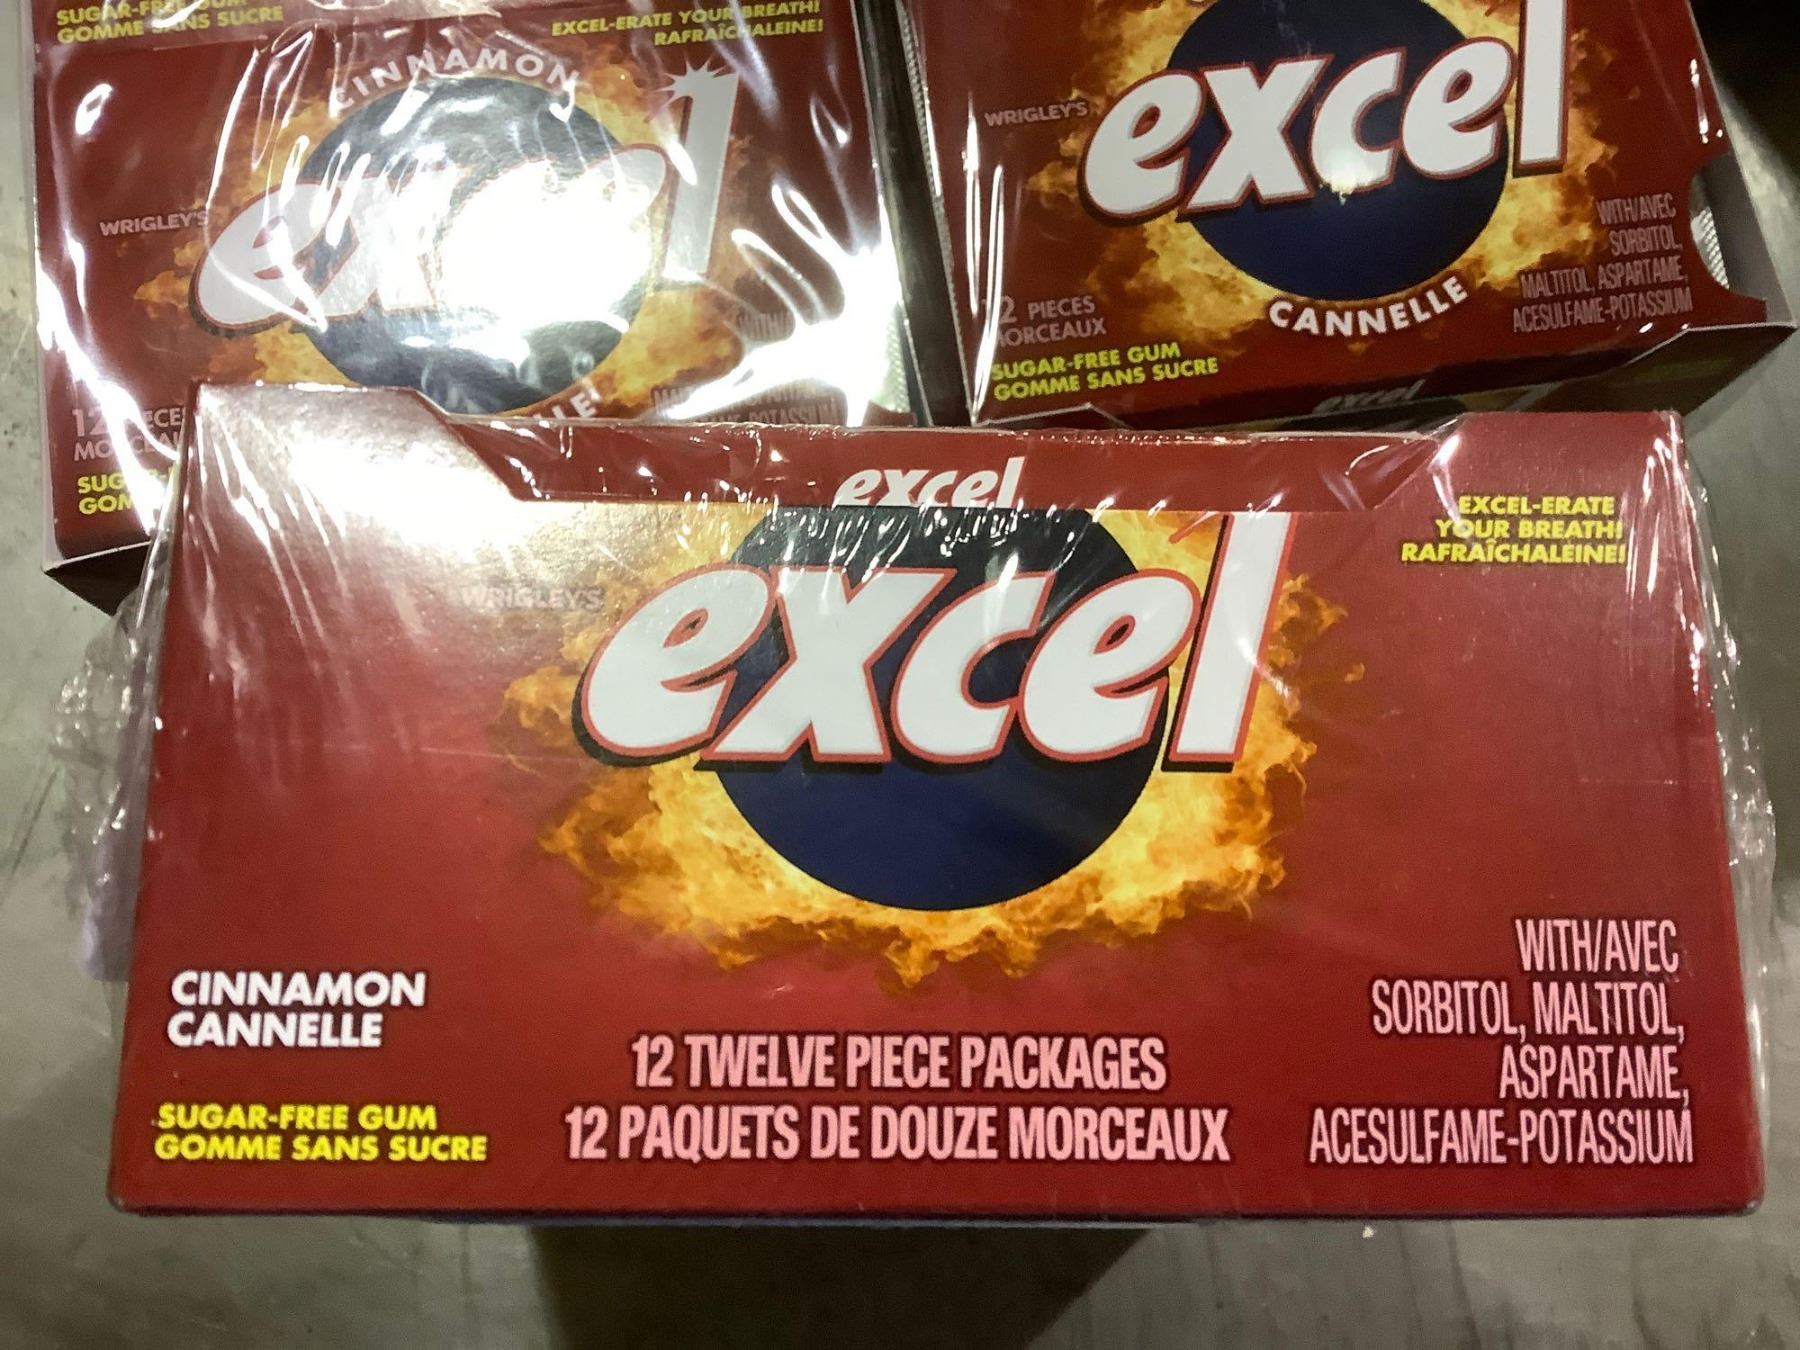 SUGAR-FREE GUM
GOMME SANS SUCRE
EXCEL-ERATE YOUR BREATH!
RAFRAÎCHALEINE!
CINNAMON
WRIGLEY'S
excel
12
WRIGLEY'S
excel
CANNELLE
12 PIECES
MORCEAUX
SUGAR-FREE GUM
GOMME SANS SUCRE
WITH/AVEC
SORBITOL,
MALTITOL, ASPARTAME,
ACESULFAME-POTASSIUM
excel
excel
WRIGLEY'S
excel
EXCEL-ERATE
YOUR BREATH!
RAFRAÎCHALEINE!
CINNAMON
CANNELLE
SUGAR-FREE GUM
GOMME SANS SUCRE
12 TWELVE PIECE PACKAGES
12 PAQUETS DE DOUZE MORCEAUX
WITH/AVEC
SORBITOL, MALTITOL,
ASPARTAME,
ACESULFAME-POTASSIUM